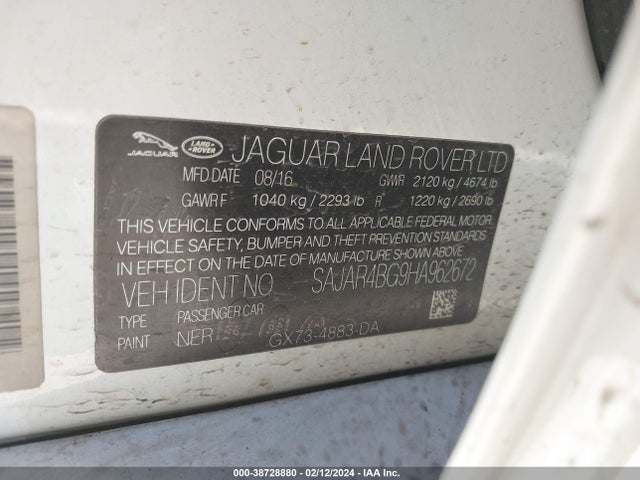 JAGUAR
LAND ROVER
JAGUAR LAND ROVER LTD
MFD DATE 08/16 GWR 2120 kg / 4674 lb
GAWR F 1040 kg / 2293 lb R 1220 kg / 2690 lb
THIS VEHICLE CONFORMS TO ALL APPLICABLE FEDERAL MOTOR
VEHICLE SAFETY, BUMPER AND THEFT PREVENTION STANDARDS
IN EFFECT ON THE DATE OF MANUFACTURE SHOWN ABOVE
VEH IDENT NO SAJAR4BG9HA962672
TYPE PASSENGER CAR
PAINT NER GX73-4883-DA
000-38728880 - 02/12/2024 - IAA Inc.